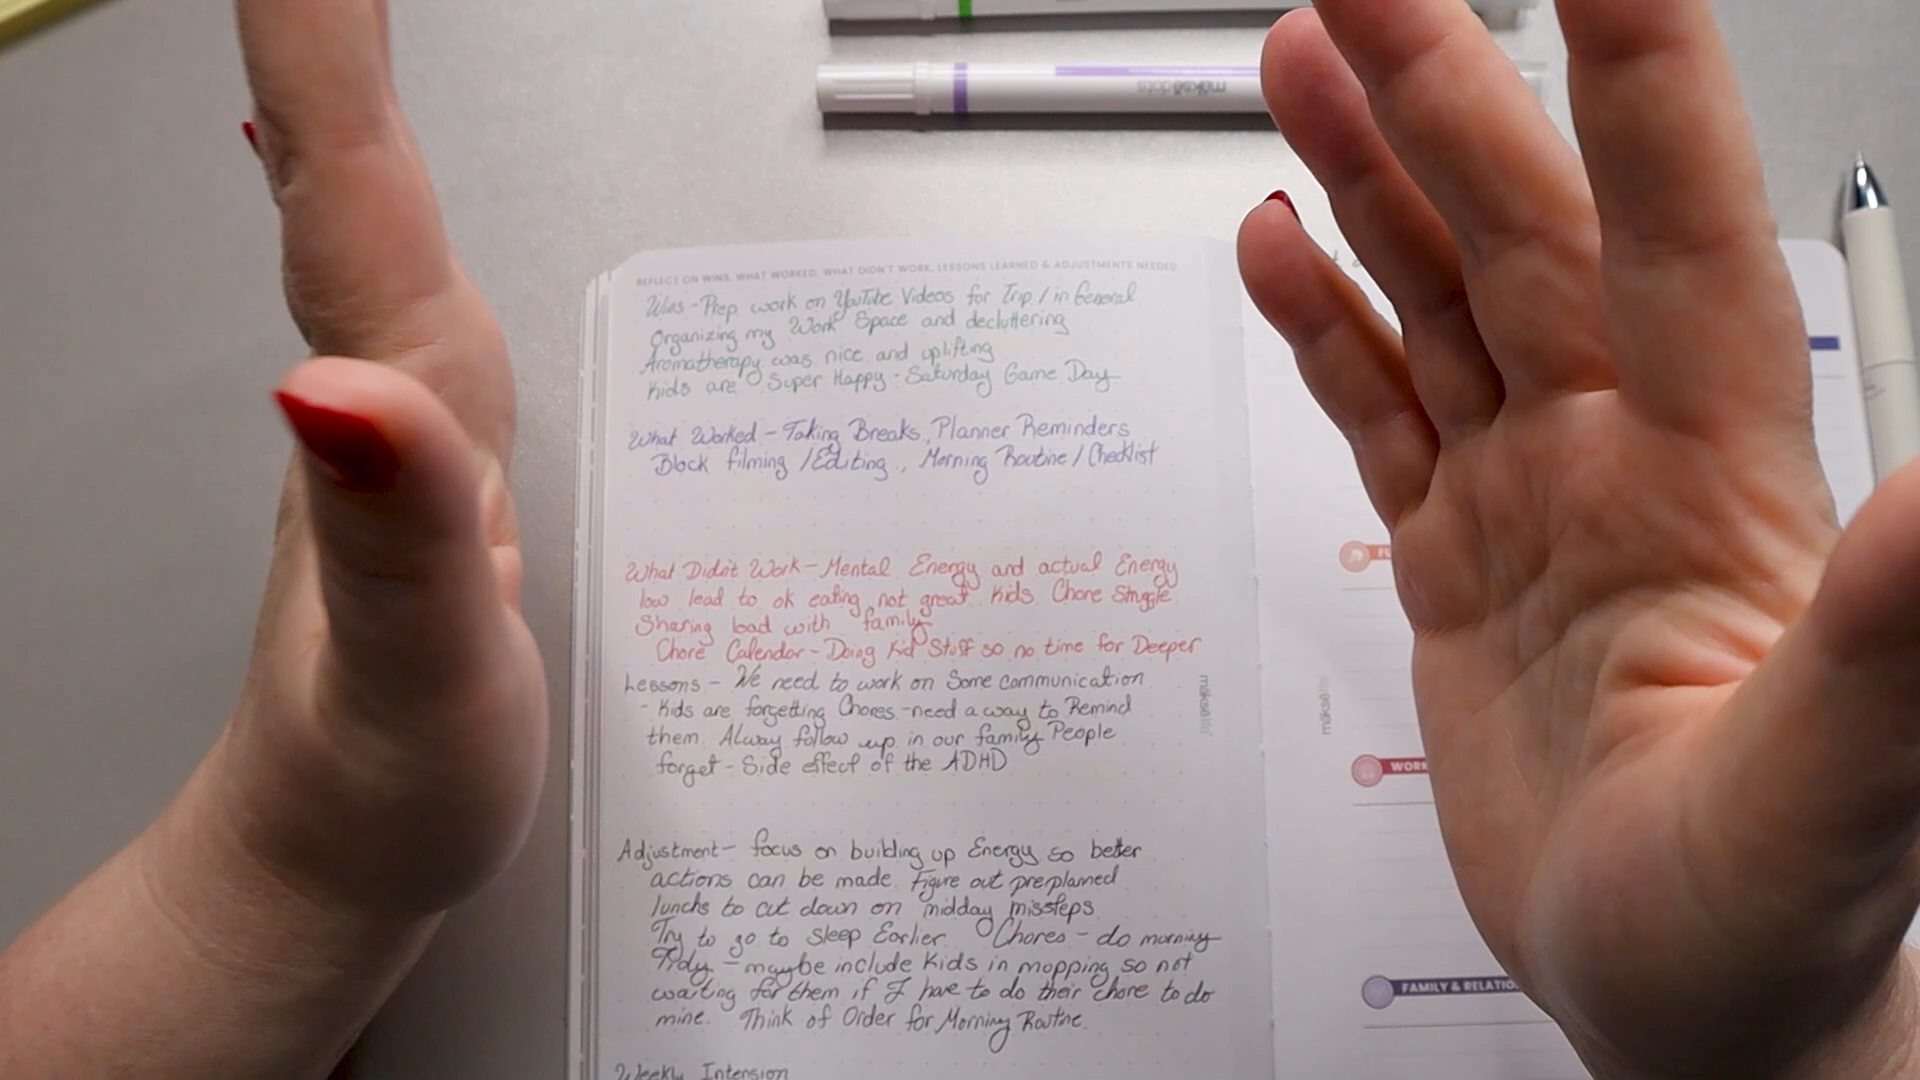 makse dots
REFLECT ON WINS, WHAT WORKED, WHAT DIDN'T WORK, LESSONS LEARNED & ADJUSTMENTS NEEDED.
Wins - Prep work on YouTube Videos for Trip / in General
Organizing my Work Space and decluttering
Aromatherapy was nice and uplifting
Kids are Super Happy - Saturday Game Day
What Worked - Taking Breaks, Planner Reminders
Block filming / Editing, Morning Routine / Checklist
What Didn't Work - Mental Energy and actual Energy
low lead to ok eating not great. Kids Chore Struggle
Sharing load with family
Chore Calendar - Doing Kid Stuff so no time for Deeper
Lessons - We need to work on Some communication
- Kids are forgetting Chores - need a way to Remind
them. Alway follow up in our family People
forget - Side effect of the ADHD
Adjustment - focus on building up Energy so better
actions can be made. Figure out preplanned
lunchs to cut down on midday missteps
Try to go to Sleep Earlier. Chores - do morning
Tidy - maybe include Kids in mopping so not
waiting for them if I have to do their chore to do
mine. Think of Order for Morning Routine.
Weekly Intension
makselife
makselife
FU
WORK
FAMILY & RELATIO